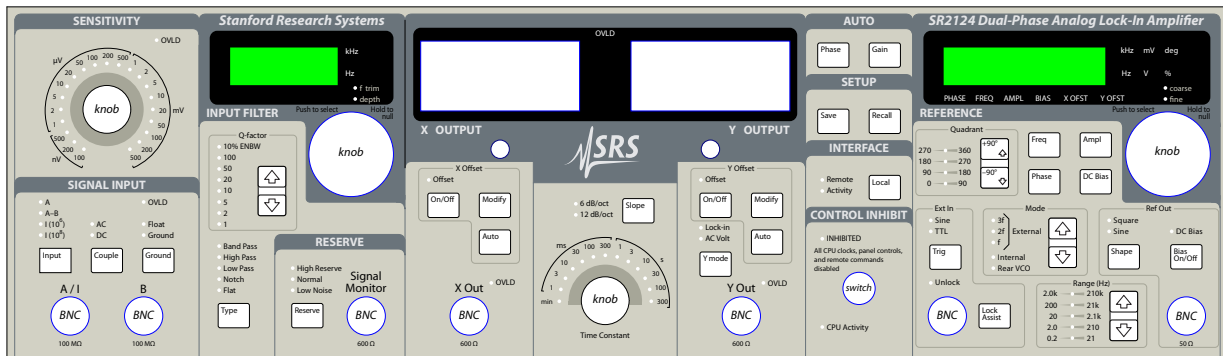 SENSITIVITY
OVLD
µV
50 100 200 500 1
20 2
10 5
5 10
2 20 mV
1 50
500 100
200 200
nV 100 500
knob
SIGNAL INPUT
A
A–B
I (10⁶)
I (10⁸)
AC
DC
OVLD
Float
Ground
Input
Couple
Ground
A / I
B
BNC
BNC
100 MΩ
100 MΩ
Stanford Research Systems
kHz
Hz
f trim
depth
Push to select
Hold to
null
INPUT FILTER
knob
Q-factor
10% ENBW
100
50
20
10
5
2
1
Band Pass
High Pass
Low Pass
Notch
Flat
Type
RESERVE
High Reserve
Normal
Low Noise
Reserve
Signal
Monitor
BNC
600 Ω
OVLD
X OUTPUT
Y OUTPUT
SRS
X Offset
Offset
On/Off
Modify
Auto
X Out
OVLD
BNC
600 Ω
6 dB/oct
12 dB/oct
Slope
ms 30 100 300 1 3 s
10 10
3 30
1 100
min 300
knob
Time Constant
Y Offset
Offset
On/Off
Modify
Lock-in
AC Volt
Auto
Y mode
OVLD
Y Out
BNC
600 Ω
AUTO
Phase
Gain
SETUP
Save
Recall
INTERFACE
Remote
Activity
Local
CONTROL INHIBIT
INHIBITED
All CPU clocks, panel controls,
and remote commands
disabled
switch
CPU Activity
SR2124 Dual-Phase Analog Lock-In Amplifier
kHz mV deg
Hz V %
coarse
fine
PHASE FREQ AMPL BIAS X OFST Y OFST
Push to select
Hold to
null
REFERENCE
knob
Quadrant
270 360
180 270
90 180
0 90
+90°
–90°
Freq
Ampl
Phase
DC Bias
Ext In
Sine
TTL
Trig
Mode
3f
2f
f
External
Internal
Rear VCO
Ref Out
Square
Sine
DC Bias
Shape
Bias
On/Off
Unlock
BNC
Lock
Assist
Range (Hz)
2.0k 210k
200 21k
20 2.1k
2.0 210
0.2 21
BNC
50 Ω